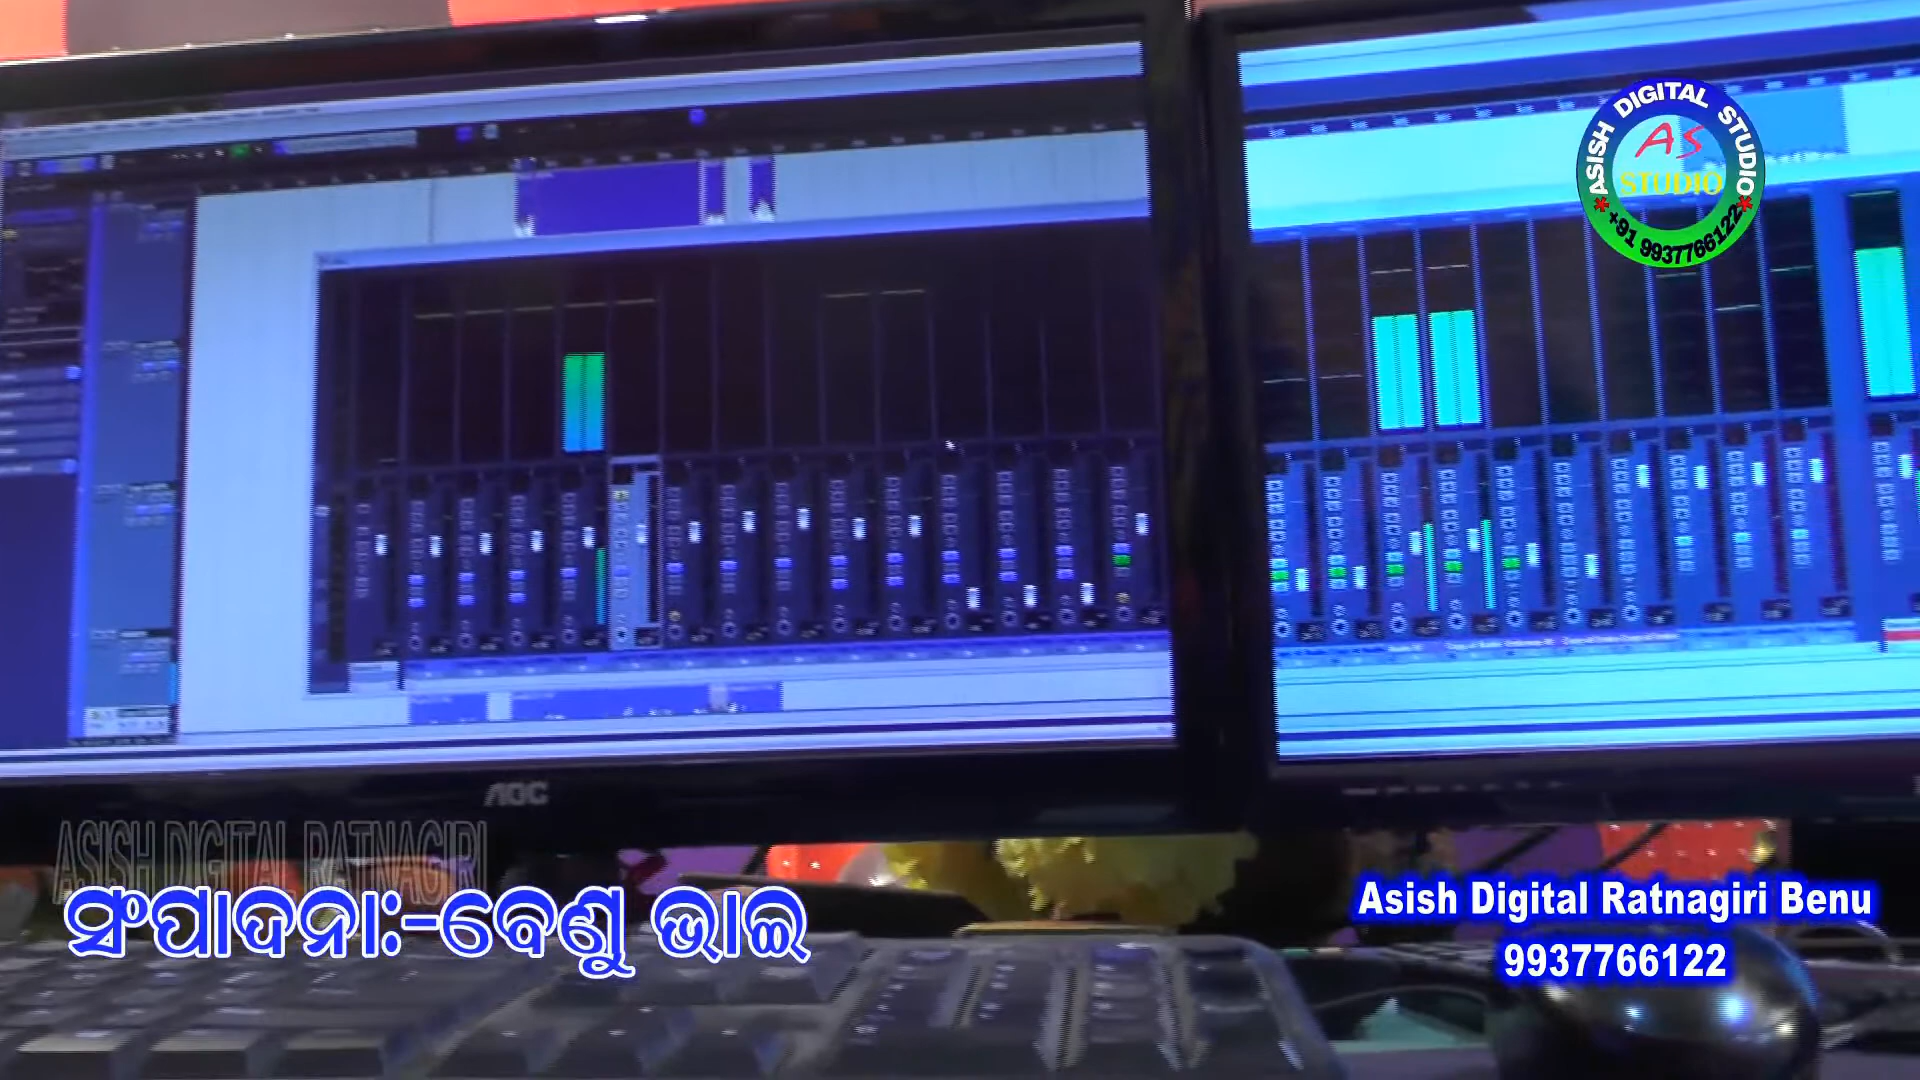 ASISH DIGITAL STUDIO
AS
STUDIO
+91 9937766122
AOC
ASISH DIGITAL RATNAGIRI
ସଂପାଦନା:-ବେଣୁ ଭାଇ
Asish Digital Ratnagiri Benu
9937766122